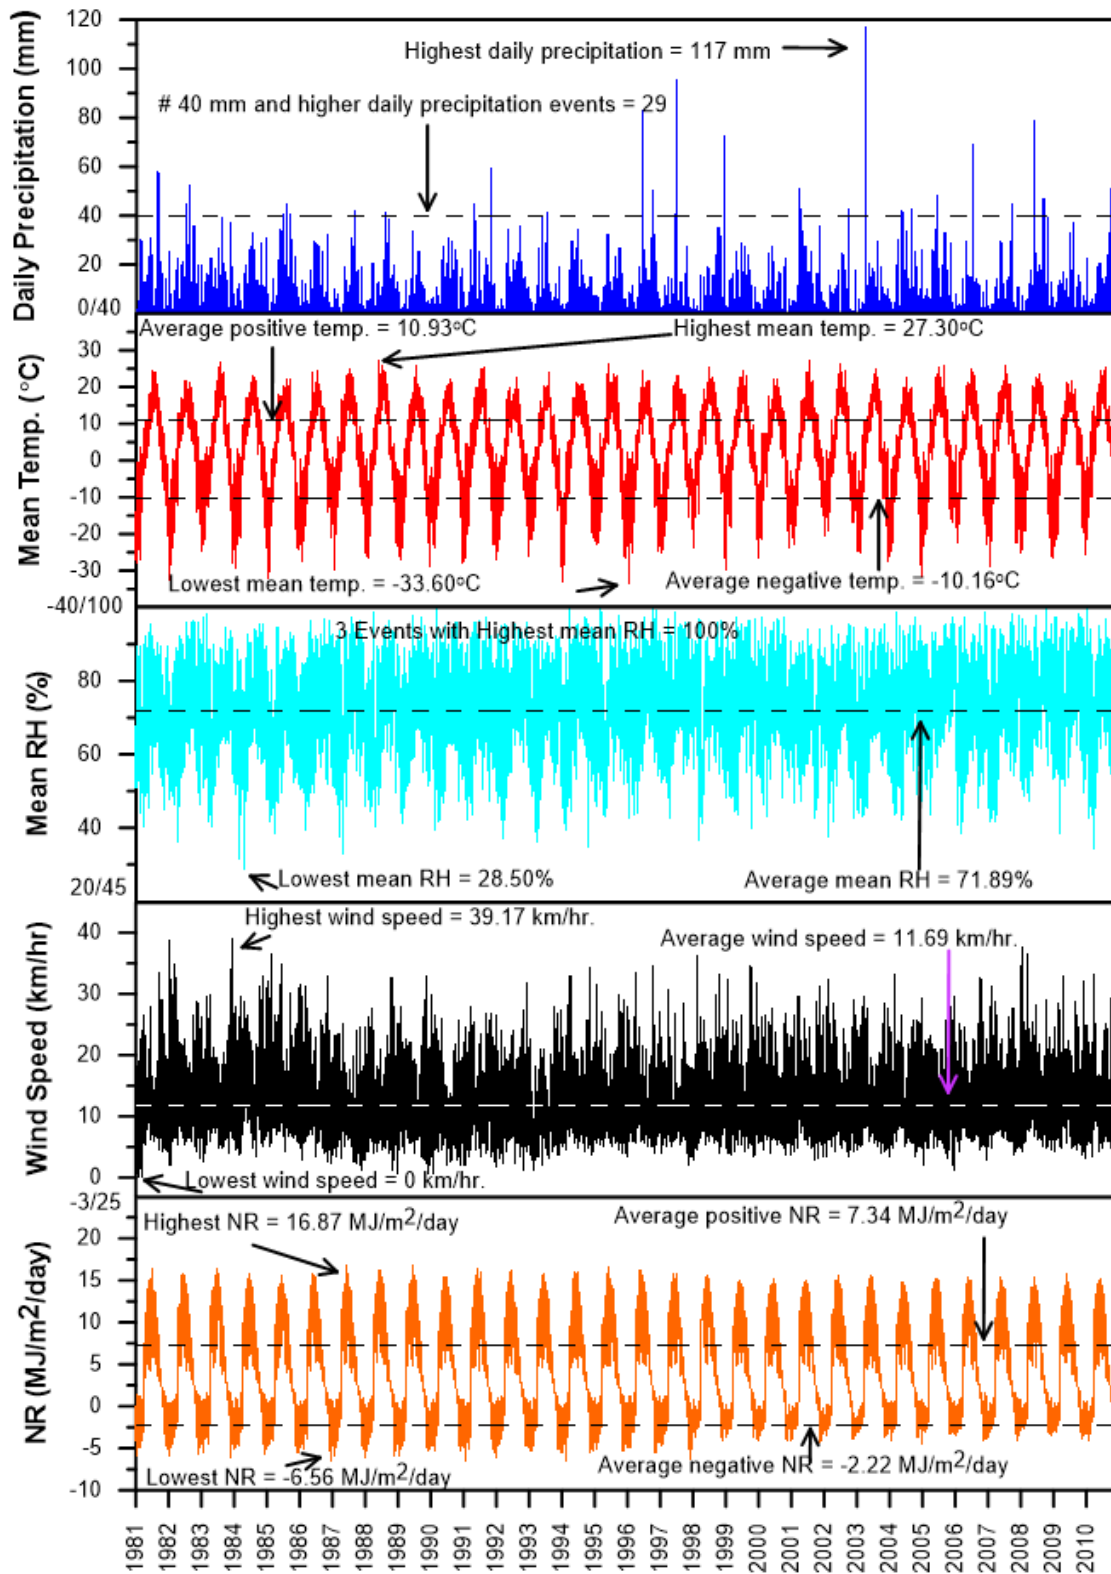 Daily Precipitation (mm)
120
100
80
60
40
20
0/40
Highest daily precipitation = 117 mm
# 40 mm and higher daily precipitation events = 29
Mean Temp. (°C)
30
20
10
0
-10
-20
-30
-40/100
Average positive temp. = 10.93°C
Highest mean temp. = 27.30°C
Lowest mean temp. = -33.60°C
Average negative temp. = -10.16°C
Mean RH (%)
80
60
40
20/45
3 Events with Highest mean RH = 100%
Lowest mean RH = 28.50%
Average mean RH = 71.89%
Wind Speed (km/hr)
40
30
20
10
0
-3/25
Highest wind speed = 39.17 km/hr.
Average wind speed = 11.69 km/hr.
Lowest wind speed = 0 km/hr.
NR (MJ/m²/day)
20
15
10
5
0
-5
-10
Highest NR = 16.87 MJ/m²/day
Average positive NR = 7.34 MJ/m²/day
Lowest NR = -6.56 MJ/m²/day
Average negative NR = -2.22 MJ/m²/day
1981
1982
1983
1984
1985
1986
1987
1988
1989
1990
1991
1992
1993
1994
1995
1996
1997
1998
1999
2000
2001
2002
2003
2004
2005
2006
2007
2008
2009
2010